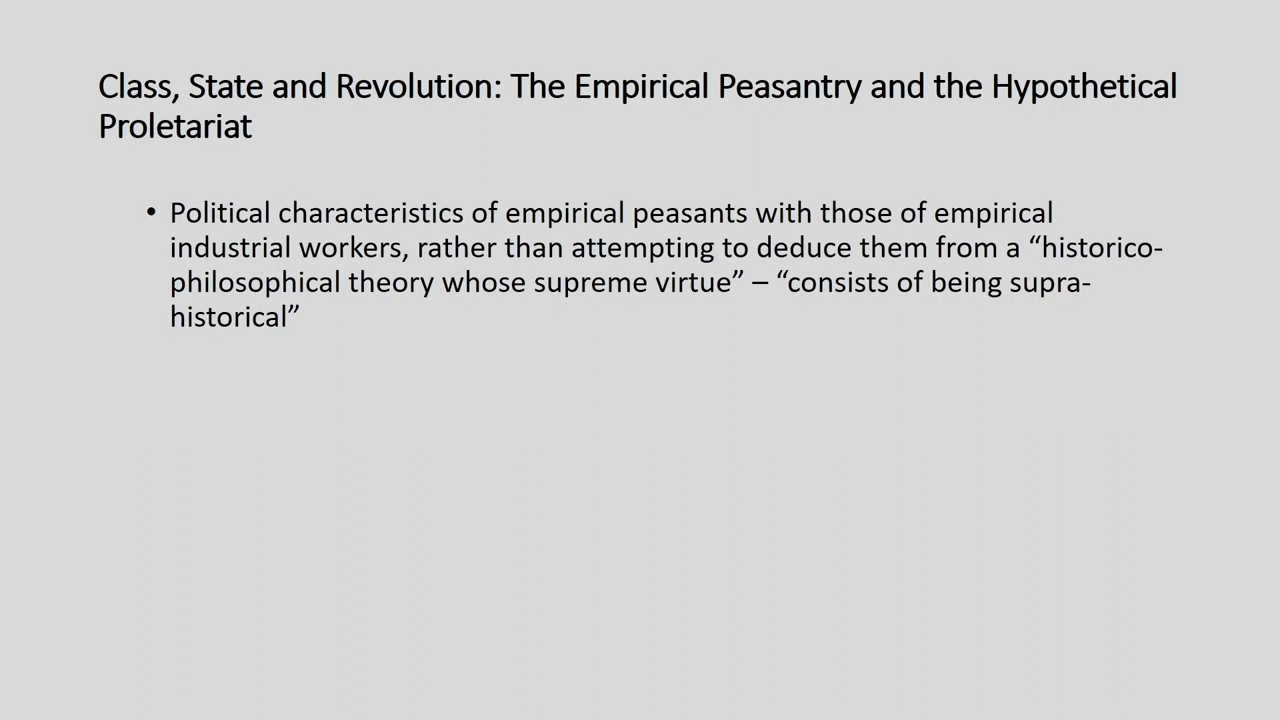 Class, State and Revolution: The Empirical Peasantry and the Hypothetical
Proletariat
• Political characteristics of empirical peasants with those of empirical
industrial workers, rather than attempting to deduce them from a “historico-
philosophical theory whose supreme virtue” – “consists of being supra-
historical”